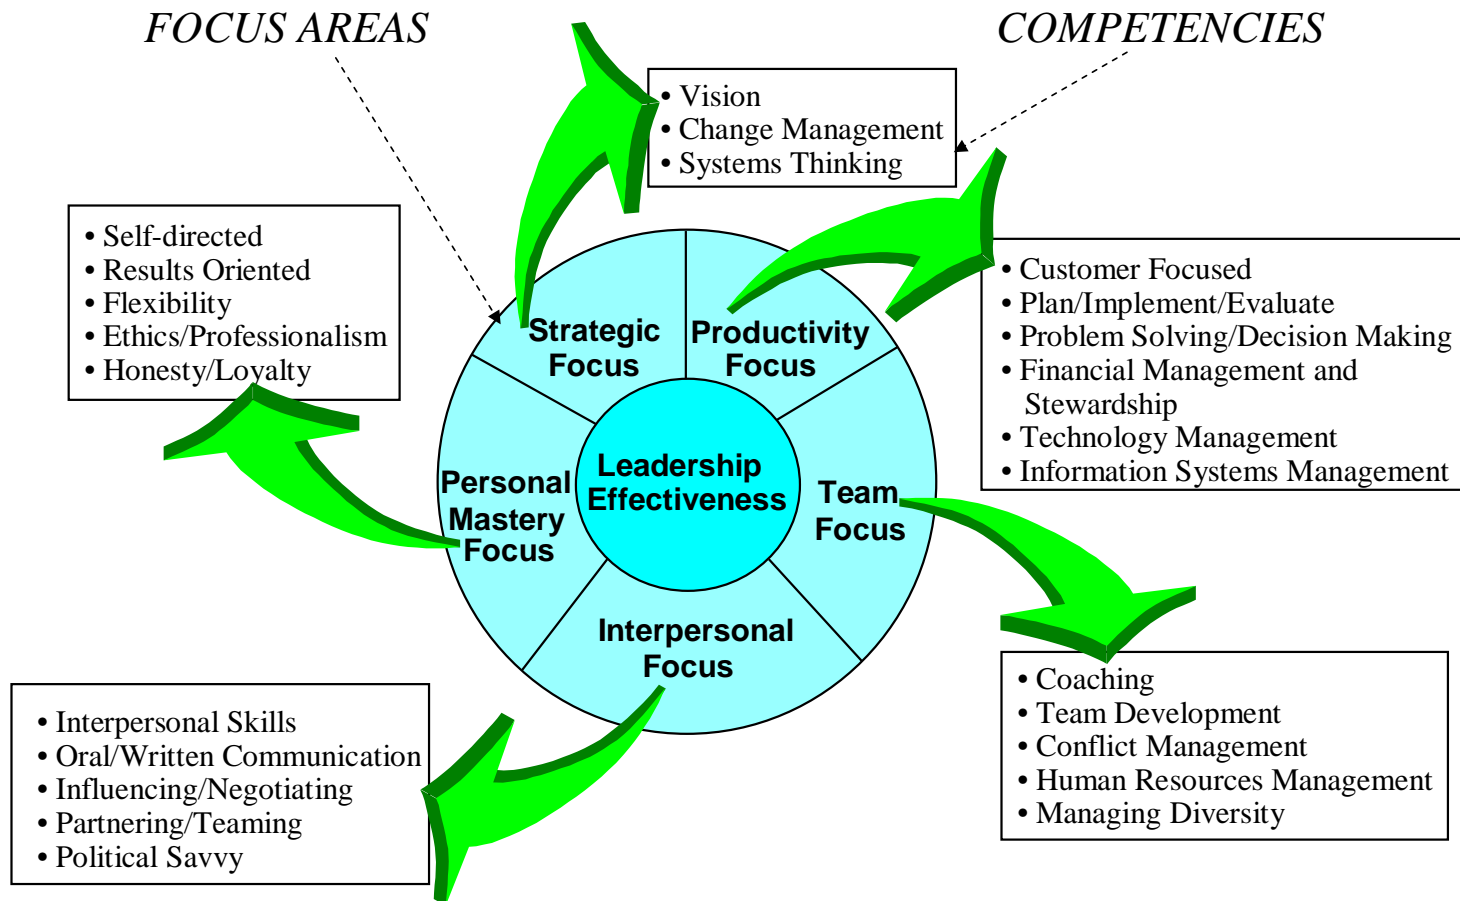 FOCUS AREAS
COMPETENCIES
• Vision
• Change Management
• Systems Thinking
• Self-directed
• Results Oriented
• Flexibility
• Ethics/Professionalism
• Honesty/Loyalty
• Customer Focused
• Plan/Implement/Evaluate
• Problem Solving/Decision Making
• Financial Management and
Stewardship
• Technology Management
• Information Systems Management
Strategic
Focus
Productivity
Focus
Personal
Mastery
Focus
Leadership
Effectiveness
Team
Focus
Interpersonal
Focus
• Interpersonal Skills
• Oral/Written Communication
• Influencing/Negotiating
• Partnering/Teaming
• Political Savvy
• Coaching
• Team Development
• Conflict Management
• Human Resources Management
• Managing Diversity